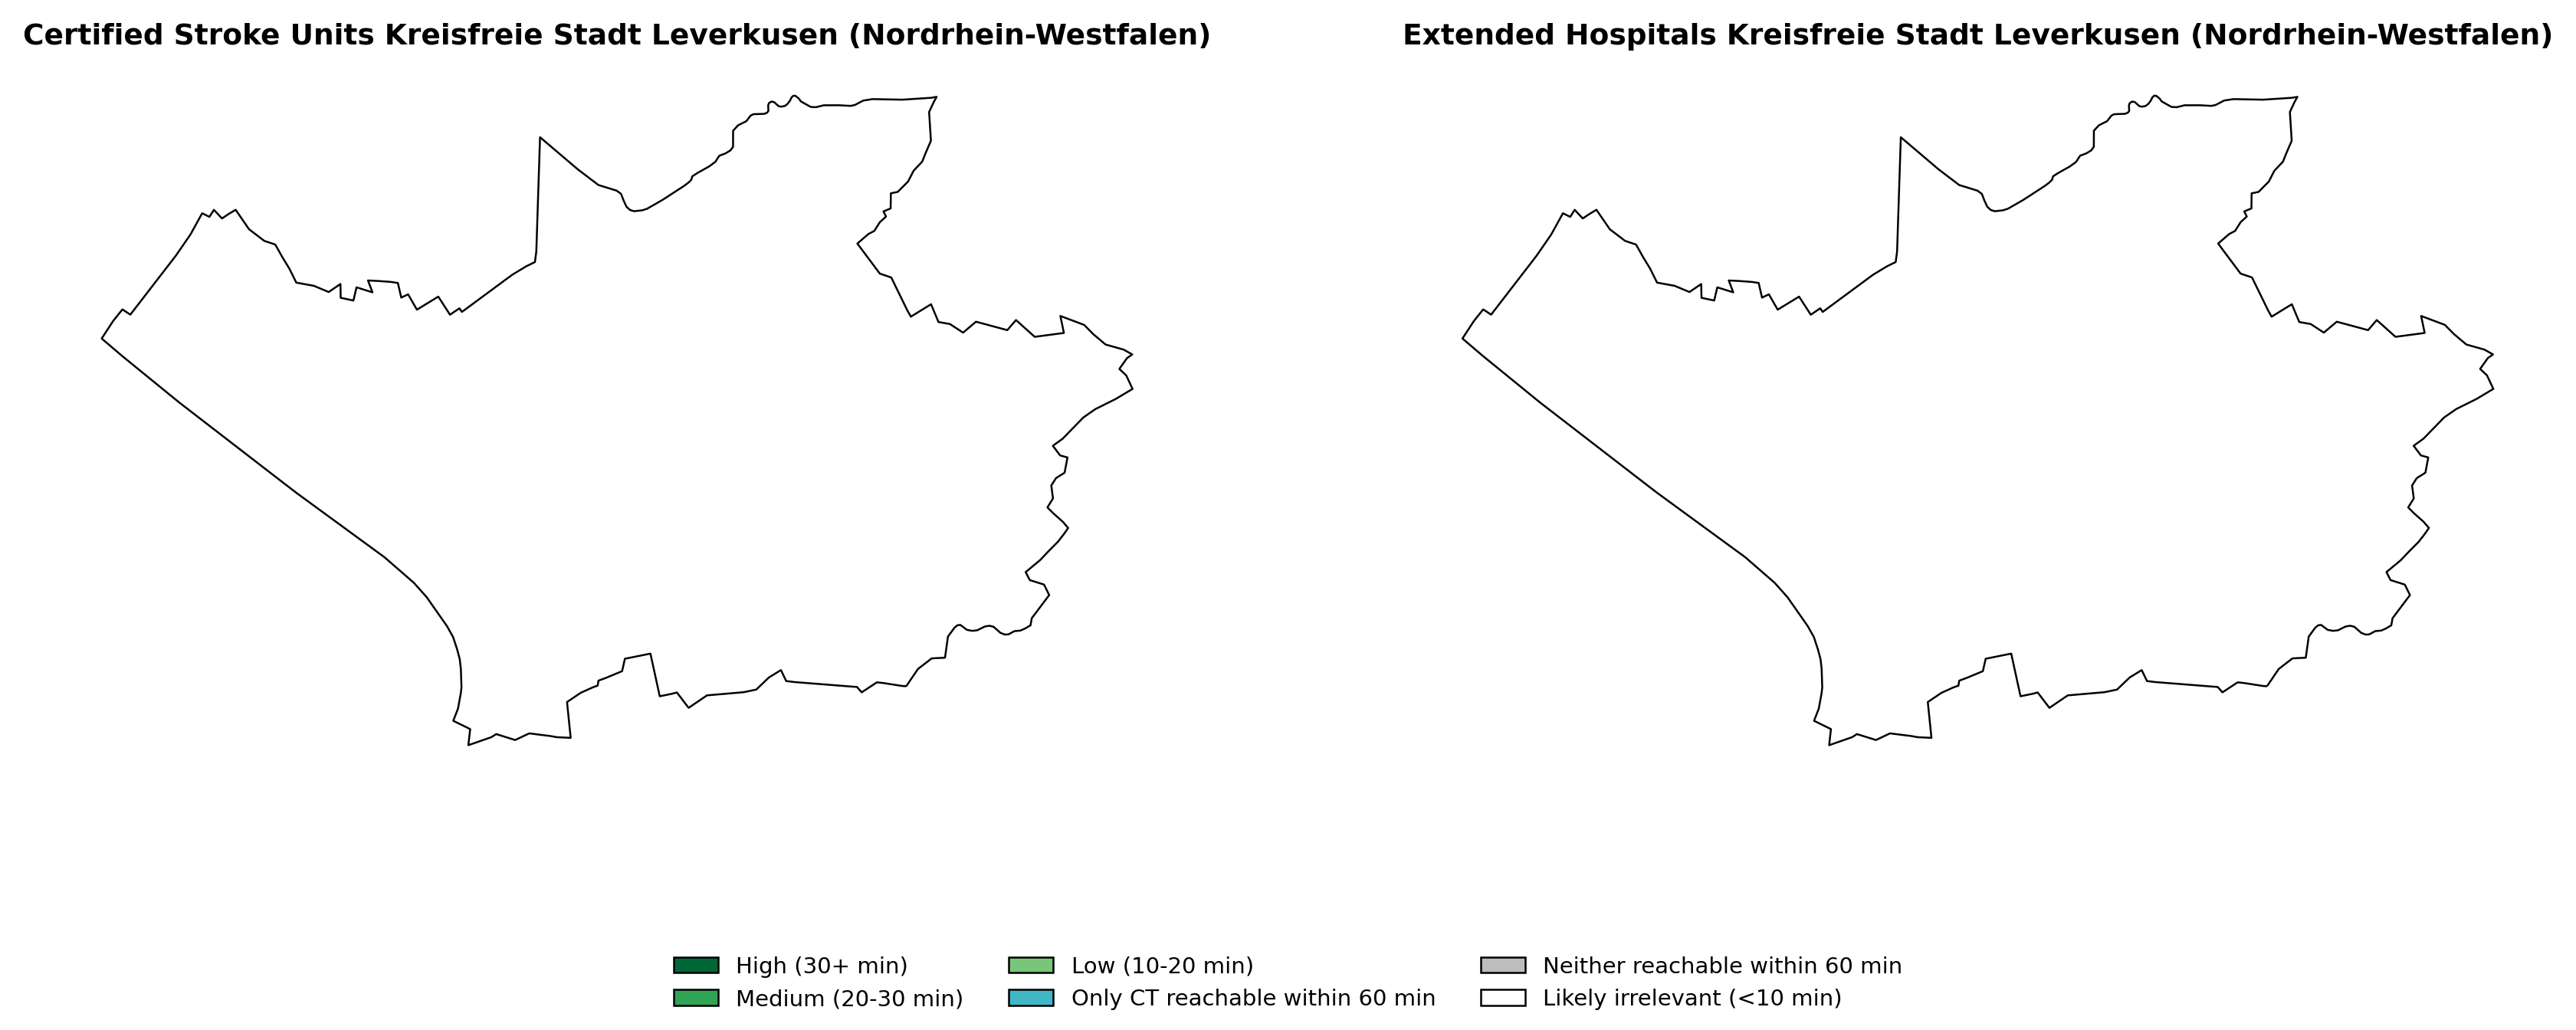 Certified Stroke Units Kreisfreie Stadt Leverkusen (Nordrhein-Westfalen)
Extended Hospitals Kreisfreie Stadt Leverkusen (Nordrhein-Westfalen)
High (30+ min)
Medium (20-30 min)
Low (10-20 min)
Only CT reachable within 60 min
Neither reachable within 60 min
Likely irrelevant (<10 min)